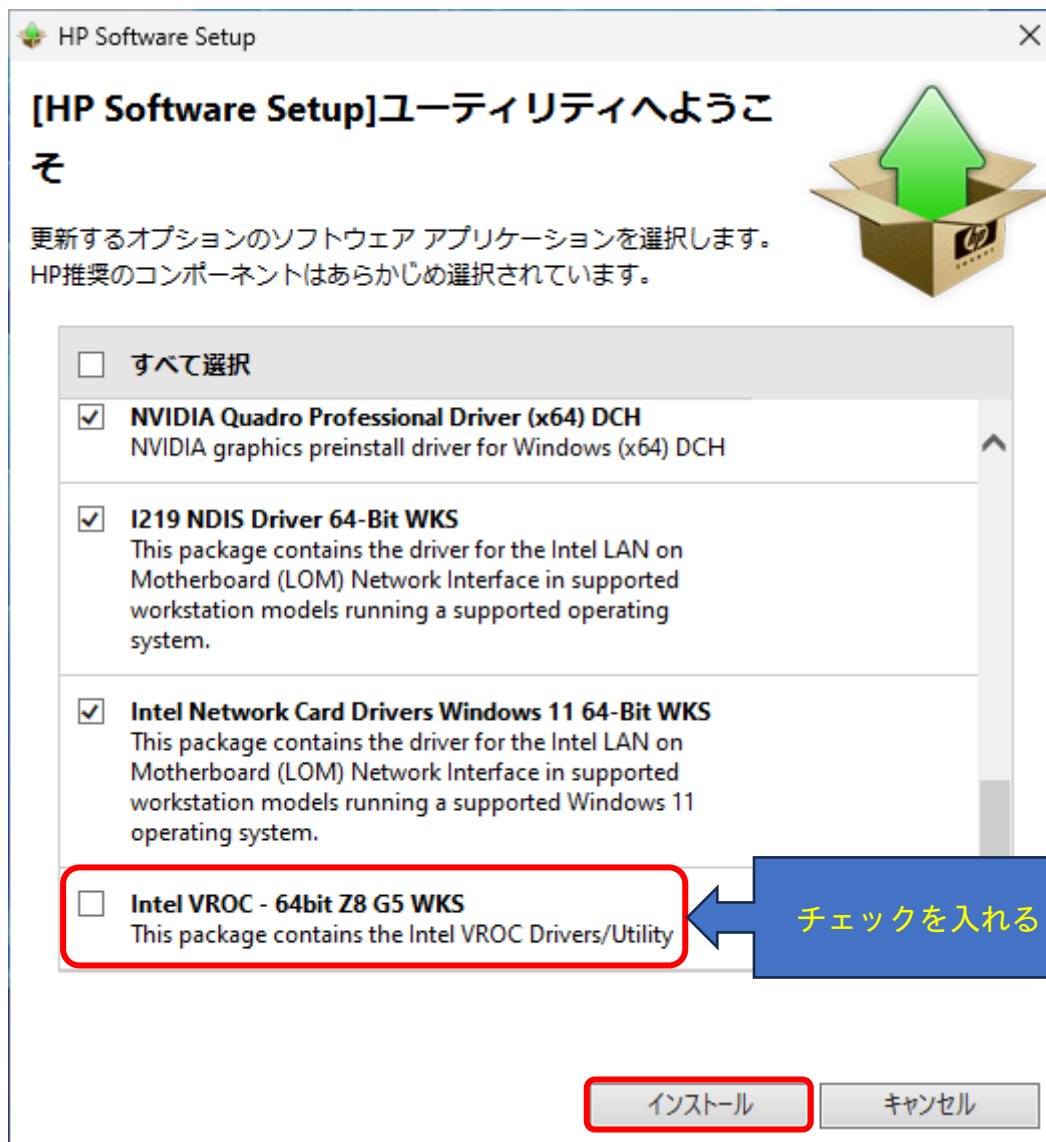 HP Software Setup
[HP Software Setup]ユーティリティへようこ
そ
更新するオプションのソフトウェア アプリケーションを選択します。
HP推奨のコンポーネントはあらかじめ選択されています。
hp
すべて選択
NVIDIA Quadro Professional Driver (x64) DCH
NVIDIA graphics preinstall driver for Windows (x64) DCH
I219 NDIS Driver 64-Bit WKS
This package contains the driver for the Intel LAN on
Motherboard (LOM) Network Interface in supported
workstation models running a supported operating
system.
Intel Network Card Drivers Windows 11 64-Bit WKS
This package contains the driver for the Intel LAN on
Motherboard (LOM) Network Interface in supported
workstation models running a supported Windows 11
operating system.
Intel VROC - 64bit Z8 G5 WKS
This package contains the Intel VROC Drivers/Utility
チェックを入れる
インストール
キャンセル